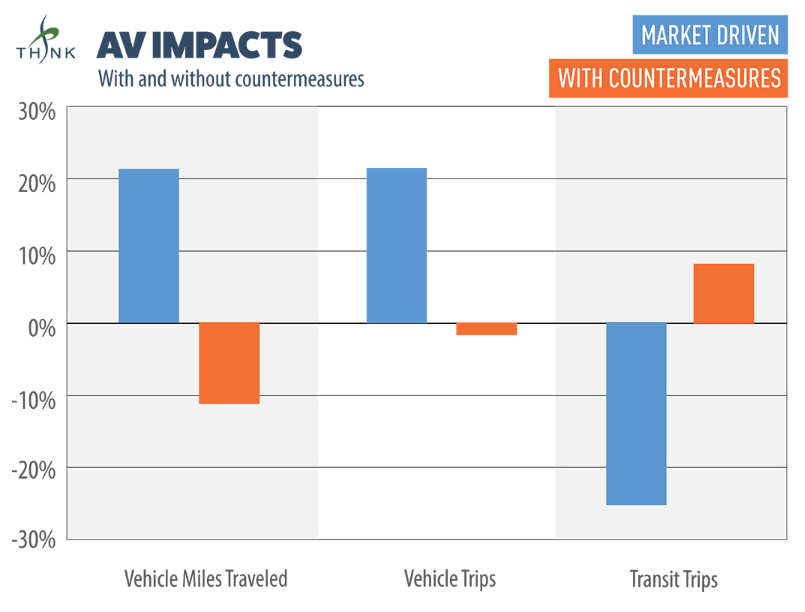 THINK
AV IMPACTS
With and without countermeasures
MARKET DRIVEN
WITH COUNTERMEASURES
30%
20%
10%
0%
-10%
-20%
-30%
Vehicle Miles Traveled
Vehicle Trips
Transit Trips